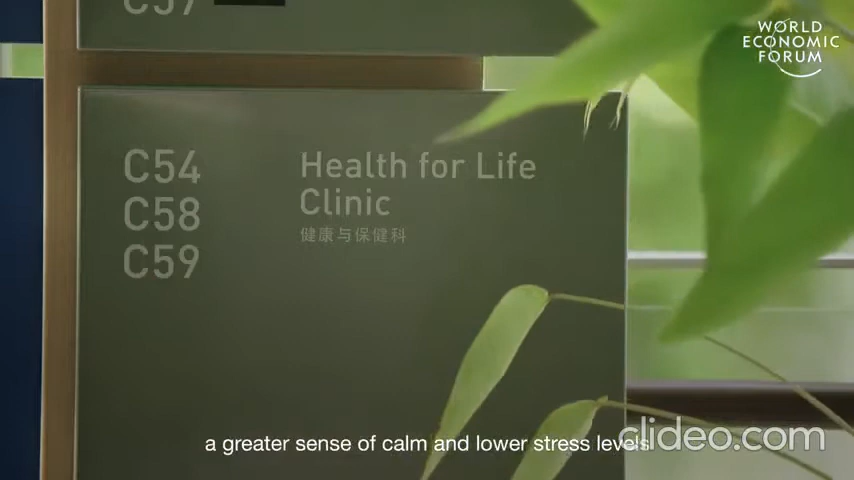 C57
WORLD
ECONOMIC
FORUM
C54
Health for Life
C58
Clinic
健康与保健科
C59
a greater sense of calm and lower stress levels
clideo.com